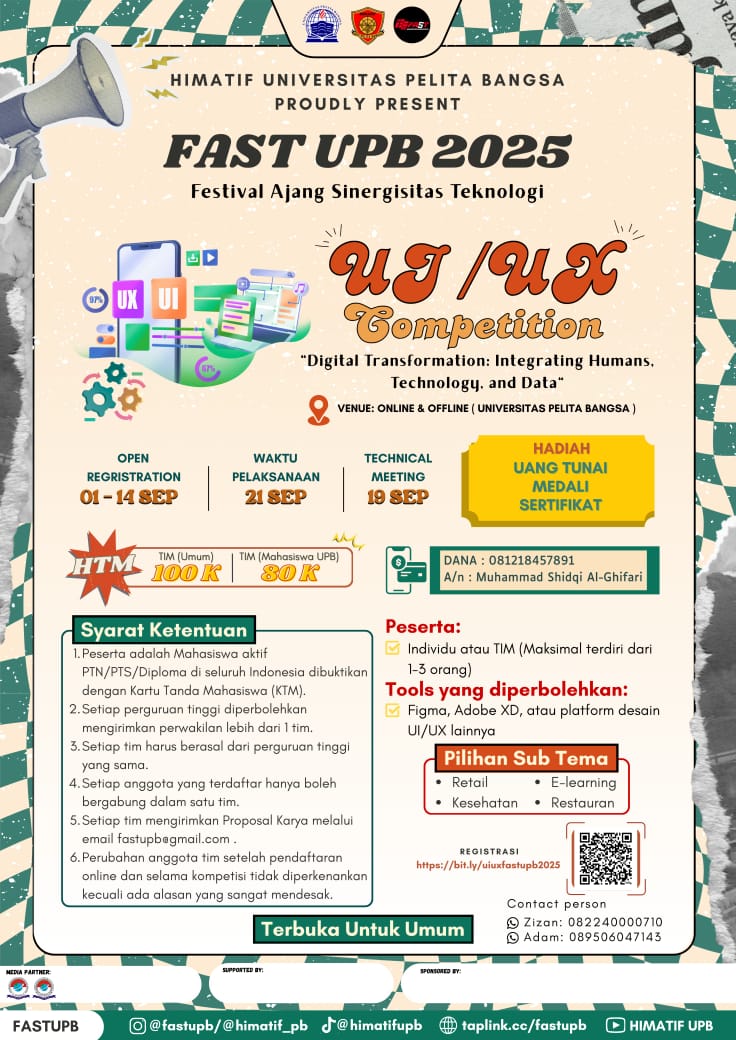 HIMATIF UNIVERSITAS PELITA BANGSA
PROUDLY PRESENT
FAST UPB 2025
Festival Ajang Sinergisitas Teknologi
97%
UX
UI
67%
UI /UX
Competition
"Digital Transformation: Integrating Humans,
Technology, and Data"
VENUE: ONLINE & OFFLINE ( UNIVERSITAS PELITA BANGSA )
OPEN
REGRISTRATION
01 - 14 SEP
WAKTU
PELAKSANAAN
21 SEP
TECHNICAL
MEETING
19 SEP
HADIAH
UANG TUNAI
MEDALI
SERTIFIKAT
HTM
TIM (Umum)
100 K
TIM (Mahasiswa UPB)
80 K
DANA : 081218457891
A/n : Muhammad Shidqi Al-Ghifari
Syarat Ketentuan
1. Peserta adalah Mahasiswa aktif
PTN/PTS/Diploma di seluruh Indonesia dibuktikan
dengan Kartu Tanda Mahasiswa (KTM).
2. Setiap perguruan tinggi diperbolehkan
mengirimkan perwakilan lebih dari 1 tim.
3. Setiap tim harus berasal dari perguruan tinggi
yang sama.
4. Setiap anggota yang terdaftar hanya boleh
bergabung dalam satu tim.
5. Setiap tim mengirimkan Proposal Karya melalui
email fastupb@gmail.com .
6. Perubahan anggota tim setelah pendaftaran
online dan selama kompetisi tidak diperkenankan
kecuali ada alasan yang sangat mendesak.
Peserta:
Individu atau TIM (Maksimal terdiri dari
1-3 orang)
Tools yang diperbolehkan:
Figma, Adobe XD, atau platform desain
UI/UX lainnya
Pilihan Sub Tema
• Retail
• E-learning
• Kesehatan
• Restauran
REGISTRASI
https://bit.ly/uiuxfastupb2025
Contact person
Zizan: 082240000710
Adam: 089506047143
Terbuka Untuk Umum
MEDIA PARTNER:
SUPPORTED BY:
SPONSORED BY:
FASTUPB
@fastupb/@himatif_pb
@himatifupb
taplink.cc/fastupb
HIMATIF UPB